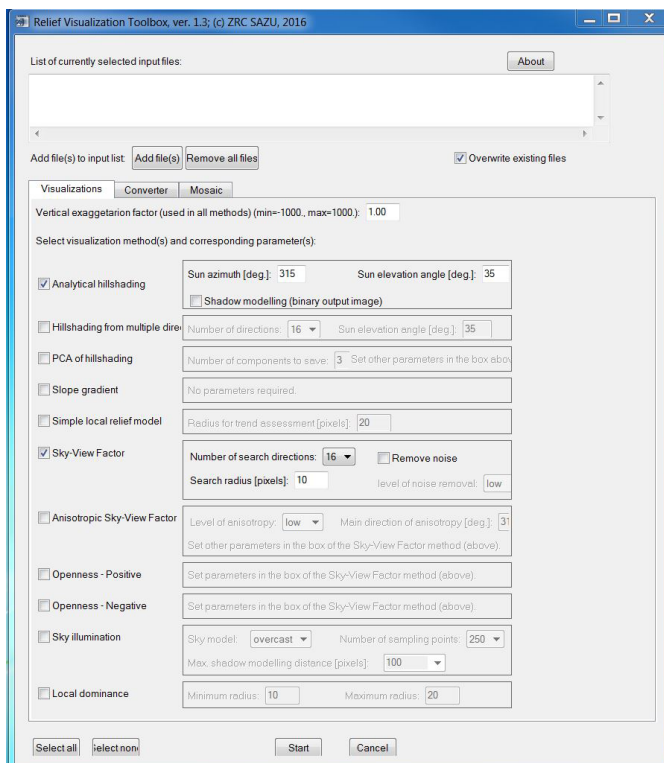 Relief Visualization Toolbox, ver. 1.3; (c) ZRC SAZU, 2016
List of currently selected input files:
About
Add file(s) to input list: Add file(s) Remove all files Overwrite existing files
Visualizations Converter Mosaic
Vertical exaggetarion factor (used in all methods) (min=-1000., max=1000.): 1.00
Select visualization method(s) and corresponding parameter(s):
Analytical hillshading
Sun azimuth [deg.]: 315 Sun elevation angle [deg.]: 35
Shadow modelling (binary output image)
Hillshading from multiple direc Number of directions: 16 Sun elevation angle [deg.]: 35
PCA of hillshading Number of components to save: 3 Set other parameters in the box abov
Slope gradient No parameters required.
Simple local relief model Radius for trend assessment [pixels]: 20
Sky-View Factor
Number of search directions: 16 Remove noise
Search radius [pixels]: 10 level of noise removal: low
Anisotropic Sky-View Factor Level of anisotropy: low Main direction of anisotropy [deg.]: 31
Set other parameters in the box of the Sky-View Factor method (above).
Openness - Positive Set parameters in the box of the Sky-View Factor method (above).
Openness - Negative Set parameters in the box of the Sky-View Factor method (above).
Sky illumination Sky model: overcast Number of sampling points: 250
Max. shadow modelling distance [pixels]: 100
Local dominance Minimum radius: 10 Maximum radius: 20
Select all elect non Start Cancel